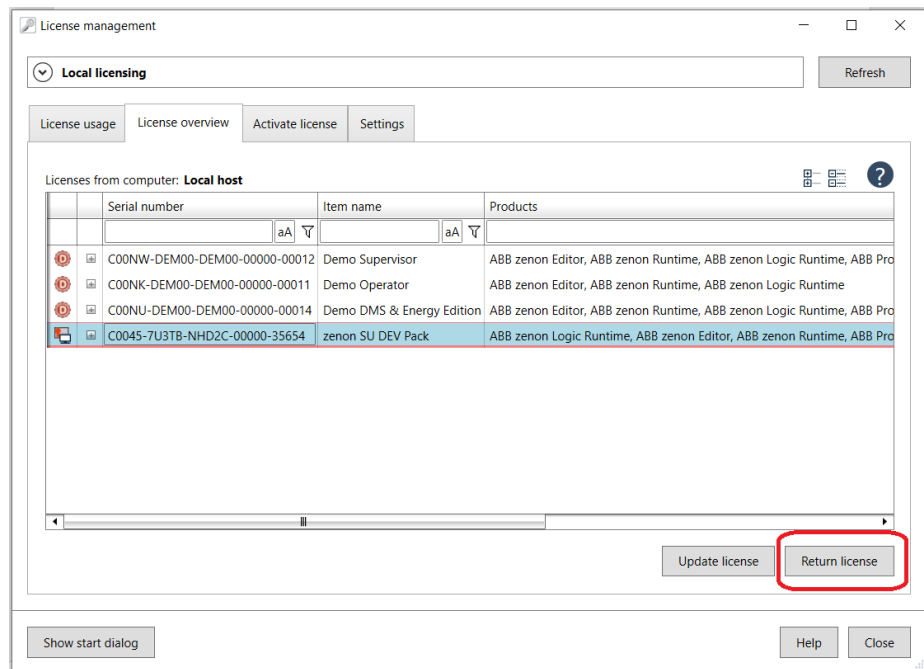 License management
Local licensing
Refresh
License usage
License overview
Activate license
Settings
Licenses from computer: Local host
?
Serial number Item name Products
aA aA
D C00NW-DEM00-DEM00-00000-00012 Demo Supervisor ABB zenon Editor, ABB zenon Runtime, ABB zenon Logic Runtime, ABB Pro
D C00NK-DEM00-DEM00-00000-00011 Demo Operator ABB zenon Editor, ABB zenon Runtime, ABB zenon Logic Runtime
D C00NU-DEM00-DEM00-00000-00014 Demo DMS & Energy Edition ABB zenon Editor, ABB zenon Runtime, ABB zenon Logic Runtime, ABB Pro
C0045-7U3TB-NHD2C-00000-35654 zenon SU DEV Pack ABB zenon Logic Runtime, ABB zenon Editor, ABB zenon Runtime, ABB Pro
Update license
Return license
Show start dialog
Help
Close